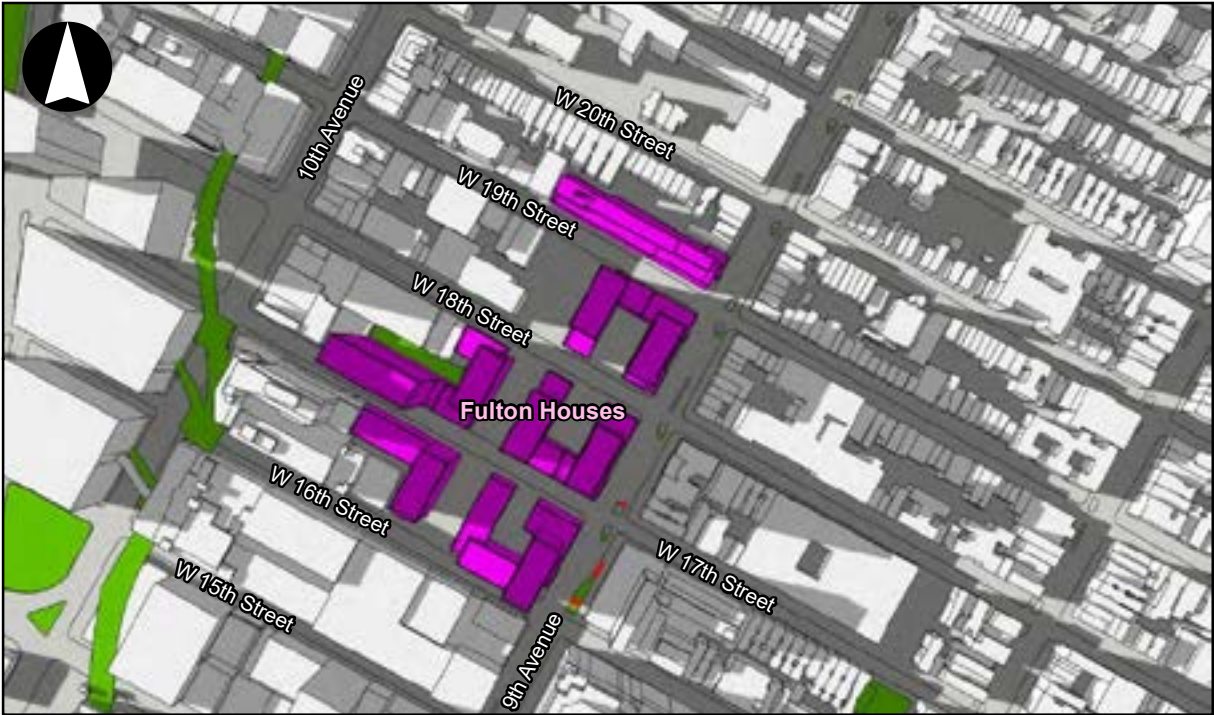 10th Avenue
W 20th Street
W 19th Street
W 18th Street
Fulton Houses
W 16th Street
W 17th Street
W 15th Street
9th Avenue